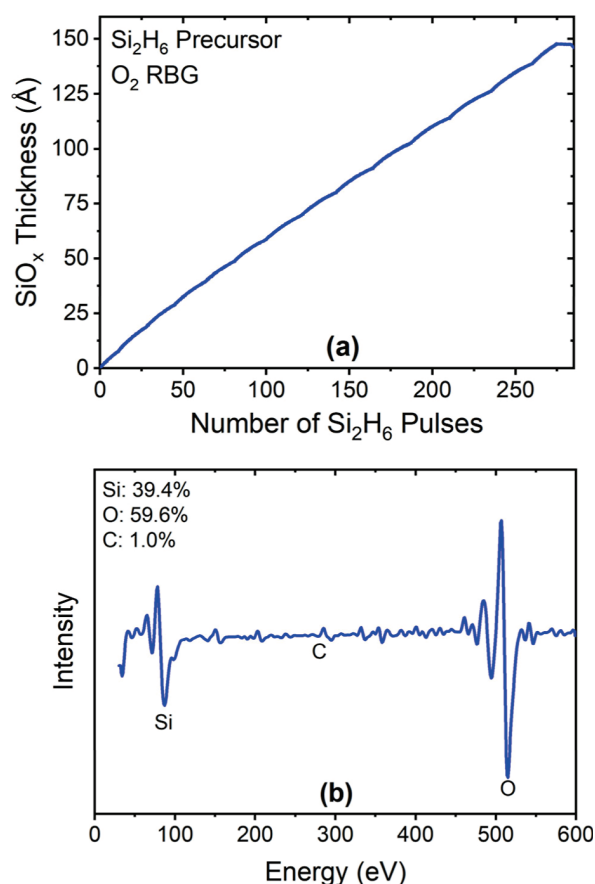 Si₂H₆ Precursor
O₂ RBG
SiOₓ Thickness (Å)
150
125
100
75
50
25
0
(a)
0 50 100 150 200 250
Number of Si₂H₆ Pulses
Si: 39.4%
O: 59.6%
C: 1.0%
Intensity
C
Si
O
(b)
0 100 200 300 400 500 600
Energy (eV)